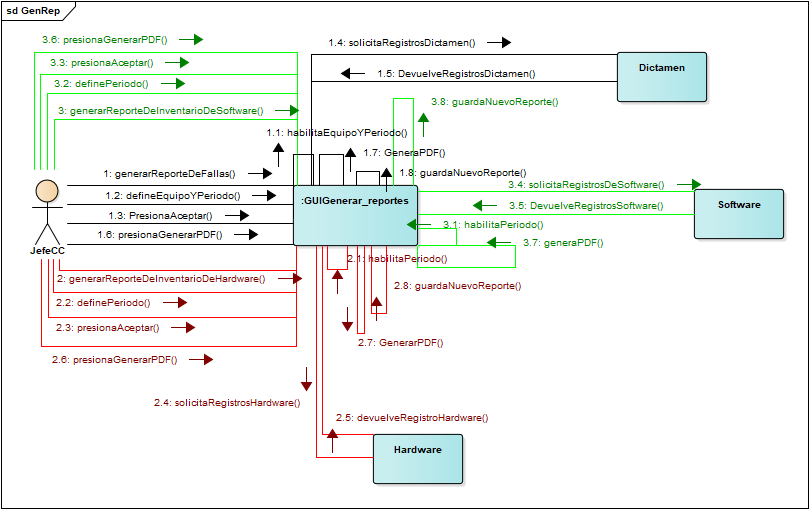 sd GenRep
3.6: presionaGenerarPDF()
1.4: solicitaRegistrosDictamen()
3.3: presionaAceptar()
Dictamen
1.5: DevuelveRegistrosDictamen()
3.2: definePeriodo()
3.8: guardaNuevoReporte()
3: generarReporteDeInventarioDeSoftware()
1.1: habilitaEquipoYPeriodo()
1.7: GeneraPDF()
1: generarReporteDeFallas()
1.8: guardaNuevoReporte()
3.4: solicitaRegistrosDeSoftware()
1.2: defineEquipoYPeriodo()
:GUIGenerar_reportes
3.5: DevuelveRegistrosSoftware()
Software
1.3: PresionaAceptar()
3.1: habilitaPeriodo()
1.6: presionaGenerarPDF()
3.7: generaPDF()
JefeCC
2.1: habilitaPeriodo()
2: generarReporteDeInventarioDeHardware()
2.8: guardaNuevoReporte()
2.2: definePeriodo()
2.3: presionaAceptar()
2.7: GenerarPDF()
2.6: presionaGenerarPDF()
2.4: solicitaRegistrosHardware()
2.5: devuelveRegistroHardware()
Hardware